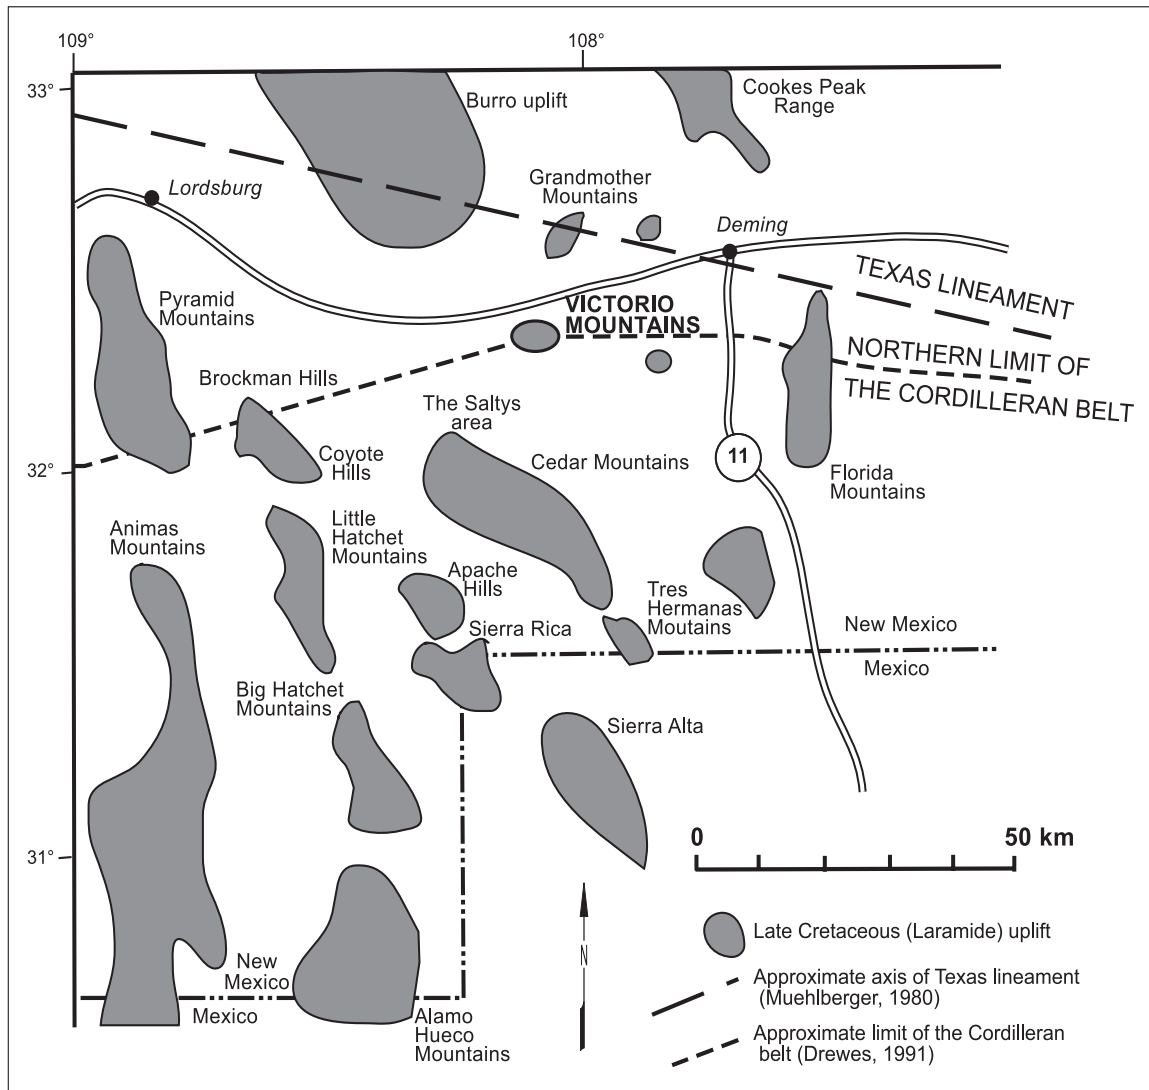 109°
108°
33°
Burro uplift
Cookes Peak
Range
Lordsburg
Grandmother
Mountains
Deming
TEXAS LINEAMENT
Pyramid
Mountains
VICTORIO
MOUNTAINS
NORTHERN LIMIT OF
THE CORDILLERAN BELT
Brockman Hills
The Saltys
area
Coyote
Hills
Cedar Mountains
11
32°
Florida
Mountains
Animas
Mountains
Little
Hatchet
Mountains
Apache
Hills
Tres
Hermanas
Moutains
Sierra Rica
New Mexico
Mexico
Big Hatchet
Mountains
Sierra Alta
0
50 km
31°
N
Late Cretaceous (Laramide) uplift
New
Mexico
Mexico
Approximate axis of Texas lineament
(Muehlberger, 1980)
Alamo
Hueco
Mountains
Approximate limit of the Cordilleran
belt (Drewes, 1991)